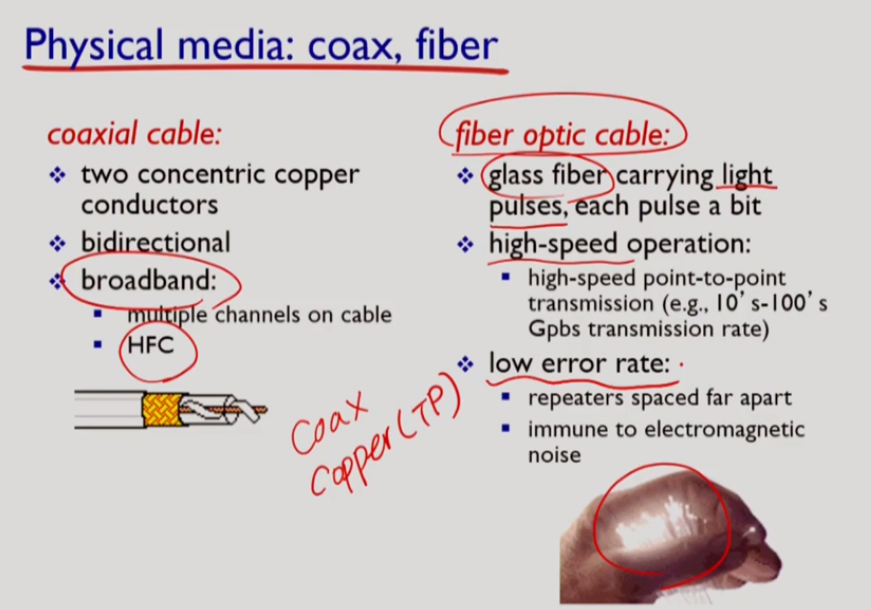 Physical media: coax, fiber
coaxial cable:
❖ two concentric copper
conductors
❖ bidirectional
❖ broadband:
▪ multiple channels on cable
▪ HFC
fiber optic cable:
❖ glass fiber carrying light
pulses, each pulse a bit
❖ high-speed operation:
▪ high-speed point-to-point
transmission (e.g., 10’s-100’s
Gpbs transmission rate)
❖ low error rate:
▪ repeaters spaced far apart
▪ immune to electromagnetic
noise
Coax
Copper (TP)